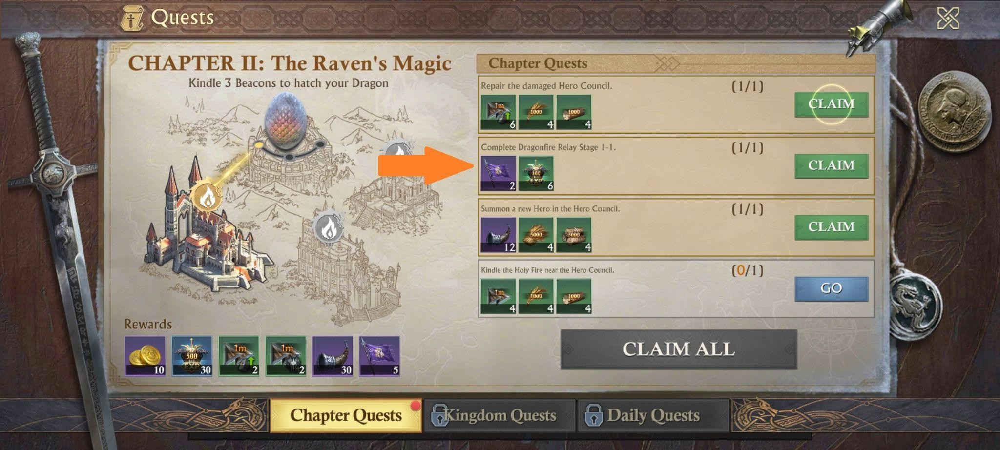 Quests
CHAPTER II: The Raven's Magic
Kindle 3 Beacons to hatch your Dragon
Chapter Quests
Repair the damaged Hero Council.
(1/1)
1m
6
1000
4
1000
4
CLAIM
Complete Dragonfire Relay Stage 1-1.
(1/1)
2
100
EXP
6
CLAIM
Summon a new Hero in the Hero Council.
(1/1)
12
5000
4
5000
4
CLAIM
Kindle the Holy Fire near the Hero Council.
(0/1)
1m
4
1000
4
1000
4
GO
Rewards
10
500
EXP
30
1m
2
1m
2
30
5
CLAIM ALL
Chapter Quests
Kingdom Quests
Daily Quests